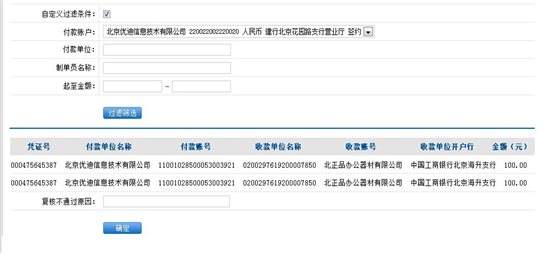 自定义过滤条件:
付款账户: 北京优迪信息技术有限公司 220022002220020 人民币 建行北京花园路支行营业厅 签约
付款单位:
制单员名称:
起至金额: –
过滤筛选
凭证号 付款单位名称 付款账号 收款单位名称 收款账号 收款单位开户行 金额（元）
000475645387 北京优迪信息技术有限公司 11001028500053003921 0200297619200007850 北正品办公器材有限公司 中国工商银行北京海升支行 100.00
000475645387 北京优迪信息技术有限公司 11001028500053003921 0200297619200007850 北正品办公器材有限公司 中国工商银行北京海升支行 100.00
复核不通过原因:
确定